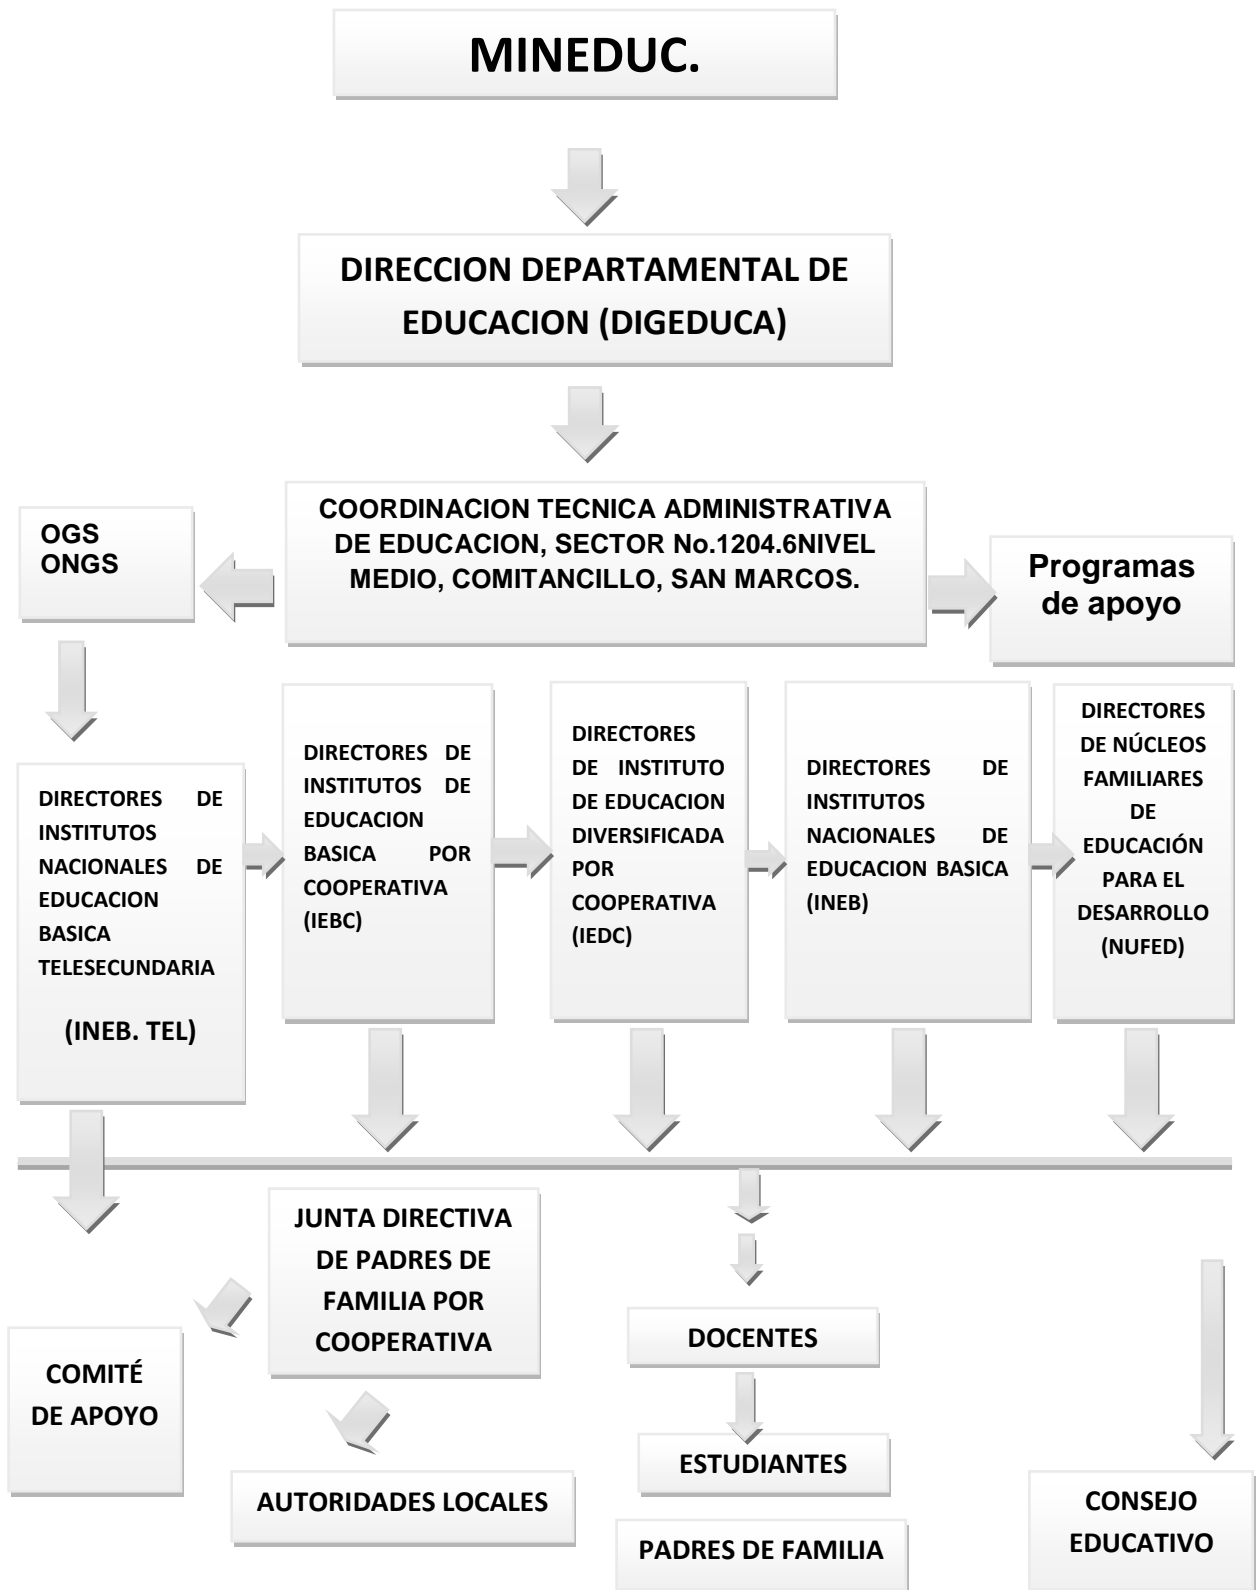 MINEDUC.
DIRECCION DEPARTAMENTAL DE
EDUCACION (DIGEDUCA)
COORDINACION TECNICA ADMINISTRATIVA
DE EDUCACION, SECTOR No.1204.6NIVEL
MEDIO, COMITANCILLO, SAN MARCOS.
OGS
ONGS
Programas
de apoyo
DIRECTORES DE
INSTITUTOS
NACIONALES DE
EDUCACION
BASICA
TELESECUNDARIA
(INEB. TEL)
DIRECTORES DE
INSTITUTOS DE
EDUCACION
BASICA POR
COOPERATIVA
(IEBC)
DIRECTORES
DE INSTITUTO
DE EDUCACION
DIVERSIFICADA
POR
COOPERATIVA
(IEDC)
DIRECTORES DE
INSTITUTOS
NACIONALES DE
EDUCACION BASICA
(INEB)
DIRECTORES
DE NÚCLEOS
FAMILIARES
DE
EDUCACIÓN
PARA EL
DESARROLLO
(NUFED)
JUNTA DIRECTIVA
DE PADRES DE
FAMILIA POR
COOPERATIVA
COMITÉ
DE APOYO
AUTORIDADES LOCALES
DOCENTES
ESTUDIANTES
PADRES DE FAMILIA
CONSEJO
EDUCATIVO